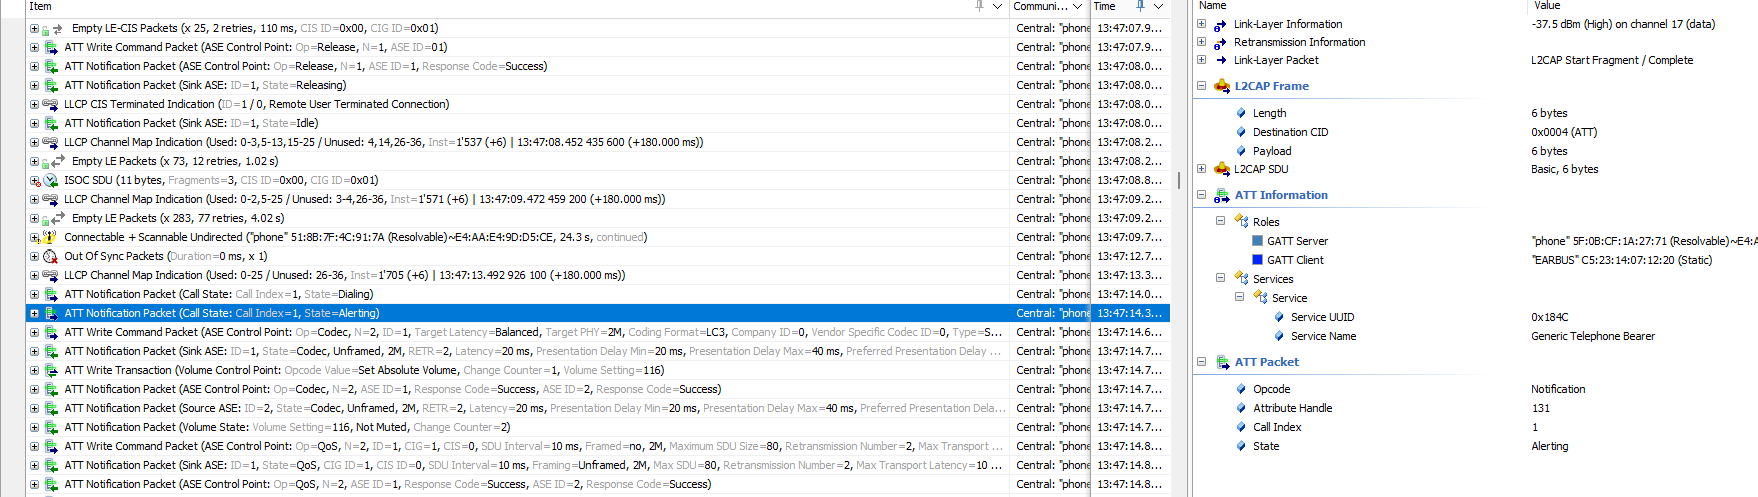 Item Communi... Time
Empty LE-CIS Packets (x 25, 2 retries, 110 ms, CIS ID=0x00, CIG ID=0x01) Central: "phone 13:47:07.9...
ATT Write Command Packet (ASE Control Point: Op=Release, N=1, ASE ID=01) Central: "phone 13:47:07.9...
ATT Notification Packet (ASE Control Point: Op=Release, N=1, ASE ID=1, Response Code=Success) Central: "phone 13:47:08.0...
ATT Notification Packet (Sink ASE: ID=1, State=Releasing) Central: "phone 13:47:08.0...
LLCP CIS Terminated Indication (ID=1 / 0, Remote User Terminated Connection) Central: "phone 13:47:08.0...
ATT Notification Packet (Sink ASE: ID=1, State=Idle) Central: "phone 13:47:08.0...
LLCP Channel Map Indication (Used: 0-3,5-13,15-25 / Unused: 4,14,26-36, Inst=1'537 (+6) | 13:47:08.452 435 600 (+180.000 ms)) Central: "phone 13:47:08.2...
Empty LE Packets (x 73, 12 retries, 1.02 s) Central: "phone 13:47:08.2...
ISOC SDU (11 bytes, Fragments=3, CIS ID=0x00, CIG ID=0x01) Central: "phone 13:47:08.8...
LLCP Channel Map Indication (Used: 0-2,5-25 / Unused: 3-4,26-36, Inst=1'571 (+6) | 13:47:09.472 459 200 (+180.000 ms)) Central: "phone 13:47:09.2...
Empty LE Packets (x 283, 77 retries, 4.02 s) Central: "phone 13:47:09.2...
Connectable + Scannable Undirected ("phone" 51:8B:7F:4C:91:7A (Resolvable)~E4:AA:E4:9D:D5:CE, 24.3 s, continued) Central: "phone 13:47:09.7...
Out Of Sync Packets (Duration=0 ms, x 1) Central: "phone 13:47:12.7...
LLCP Channel Map Indication (Used: 0-25 / Unused: 26-36, Inst=1'705 (+6) | 13:47:13.492 926 100 (+180.000 ms)) Central: "phone 13:47:13.3...
ATT Notification Packet (Call State: Call Index=1, State=Dialing) Central: "phone 13:47:14.0...
ATT Notification Packet (Call State: Call Index=1, State=Alerting) Central: "phone 13:47:14.3...
ATT Write Command Packet (ASE Control Point: Op=Codec, N=2, ID=1, Target Latency=Balanced, Target PHY=2M, Coding Format=LC3, Company ID=0, Vendor Specific Codec ID=0, Type=S... Central: "phone 13:47:14.6...
ATT Notification Packet (Sink ASE: ID=1, State=Codec, Unframed, 2M, RETR=2, Latency=20 ms, Presentation Delay Min=20 ms, Presentation Delay Max=40 ms, Preferred Presentation Delay ... Central: "phone 13:47:14.7...
ATT Write Transaction (Volume Control Point: Opcode Value=Set Absolute Volume, Change Counter=1, Volume Setting=116) Central: "phone 13:47:14.7...
ATT Notification Packet (ASE Control Point: Op=Codec, N=2, ASE ID=1, Response Code=Success, ASE ID=2, Response Code=Success) Central: "phone 13:47:14.7...
ATT Notification Packet (Source ASE: ID=2, State=Codec, Unframed, 2M, RETR=2, Latency=20 ms, Presentation Delay Min=20 ms, Presentation Delay Max=40 ms, Preferred Presentation Dela... Central: "phone 13:47:14.7...
ATT Notification Packet (Volume State: Volume Setting=116, Not Muted, Change Counter=2) Central: "phone 13:47:14.7...
ATT Write Command Packet (ASE Control Point: Op=QoS, N=2, ID=1, CIG=1, CIS=0, SDU Interval=10 ms, Framed=no, 2M, Maximum SDU Size=80, Retransmission Number=2, Max Transport ... Central: "phone 13:47:14.8...
ATT Notification Packet (Sink ASE: ID=1, State=QoS, CIG ID=1, CIS ID=0, SDU Interval=10 ms, Framing=Unframed, 2M, Max SDU=80, Retransmission Number=2, Max Transport Latency=10 ... Central: "phone 13:47:14.8...
ATT Notification Packet (ASE Control Point: Op=QoS, N=2, ASE ID=1, Response Code=Success, ASE ID=2, Response Code=Success) Central: "phone 13:47:14.8...
Name Value
Link-Layer Information -37.5 dBm (High) on channel 17 (data)
Retransmission Information
Link-Layer Packet L2CAP Start Fragment / Complete
L2CAP Frame
Length 6 bytes
Destination CID 0x0004 (ATT)
Payload 6 bytes
L2CAP SDU Basic, 6 bytes
ATT Information
Roles
GATT Server "phone" 5F:0B:CF:1A:27:71 (Resolvable)~E4:A
GATT Client "EARBUS" C5:23:14:07:12:20 (Static)
Services
Service
Service UUID 0x184C
Service Name Generic Telephone Bearer
ATT Packet
Opcode Notification
Attribute Handle 131
Call Index 1
State Alerting